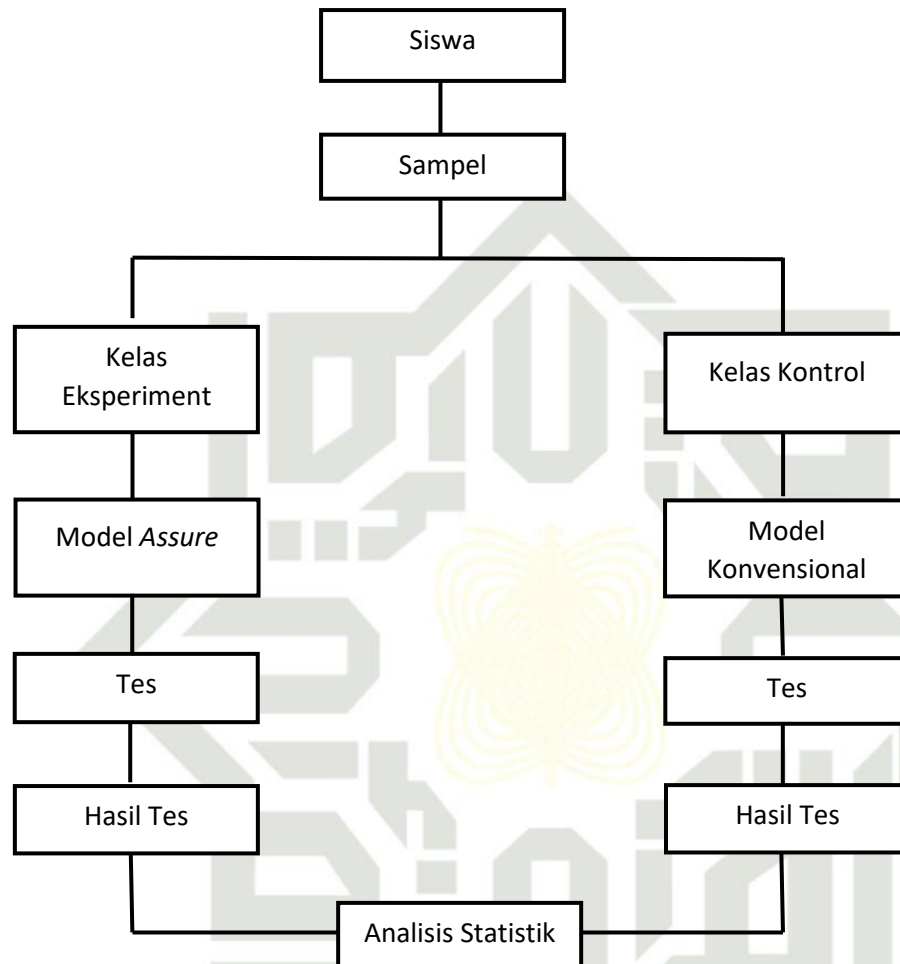 Siswa
Sampel
Kelas
Eksperiment
Kelas Kontrol
Model Assure
Model
Konvensional
Tes
Tes
Hasil Tes
Hasil Tes
Analisis Statistik